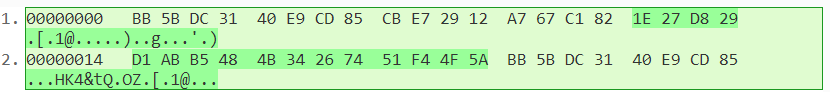 1. 00000000 BB 5B DC 31 40 E9 CD 85 CB E7 29 12 A7 67 C1 82 1E 27 D8 29
.[.1@.....)..g...'.)
2. 00000014 D1 AB B5 48 4B 34 26 74 51 F4 4F 5A BB 5B DC 31 40 E9 CD 85
...HK4&tQ.OZ.[.1@...